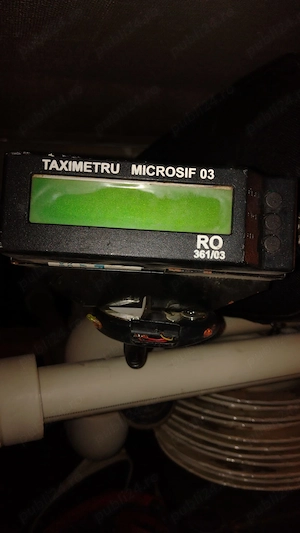 TAXIMETRU MICROSIF 03
RO
361/03